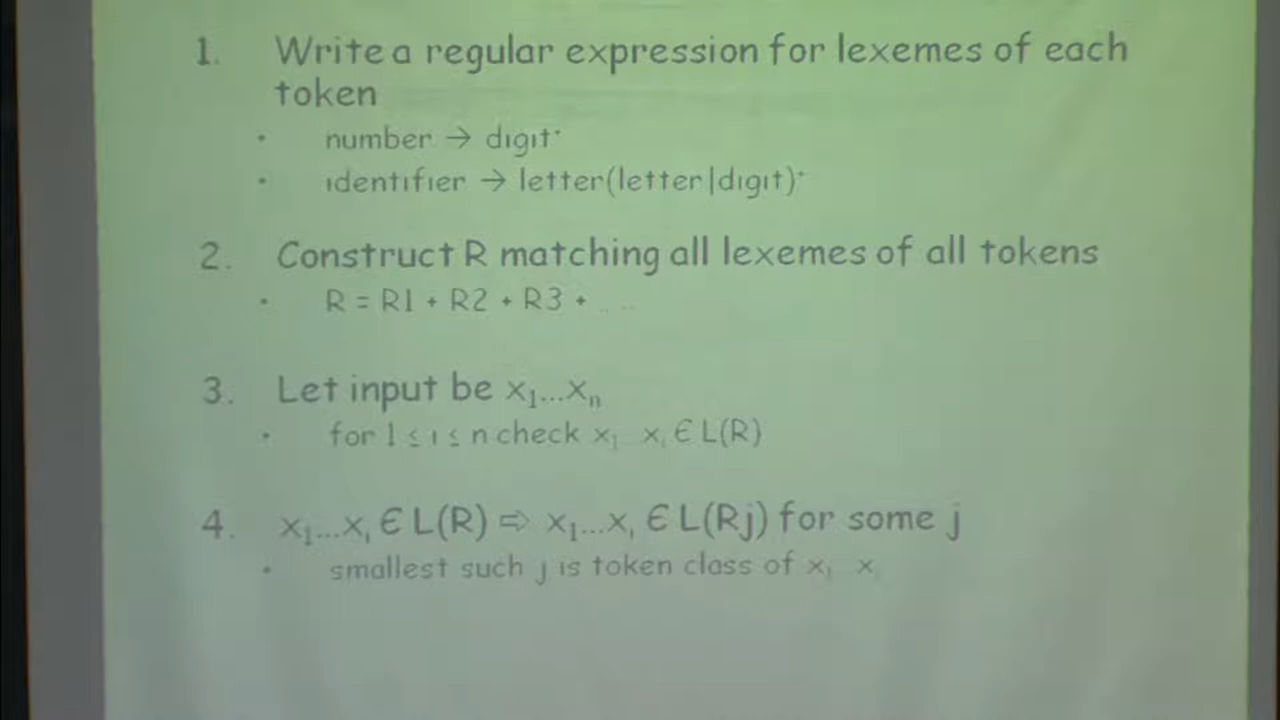 1. Write a regular expression for lexemes of each
token
• number → digit⁺
• identifier → letter(letter|digit)⁺
2. Construct R matching all lexemes of all tokens
• R = R1 + R2 + R3 + ....
3. Let input be x₁...xₙ
• for 1 ≤ i ≤ n check x₁ xᵢ ∈ L(R)
4. x₁...xᵢ ∈ L(R) ⇨ x₁...xᵢ ∈ L(Rj) for some j
• smallest such j is token class of x₁ xᵢ